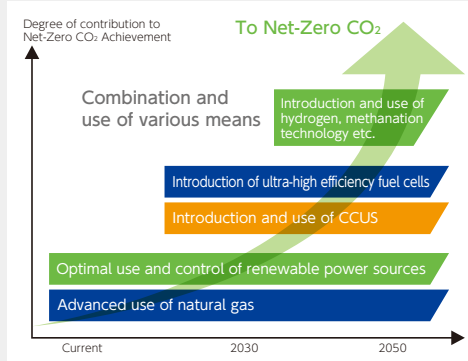 Degree of contribution to
Net-Zero CO₂ Achievement
To Net-Zero CO₂
Combination and
use of various means
Introduction and use of
hydrogen, methanation
technology etc.
Introduction of ultra-high efficiency fuel cells
Introduction and use of CCUS
Optimal use and control of renewable power sources
Advanced use of natural gas
Current
2030
2050